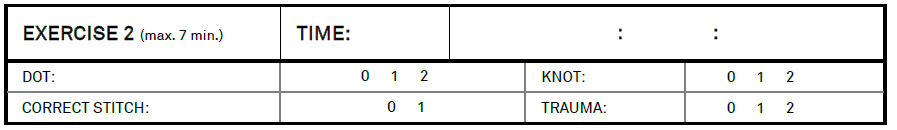 EXERCISE 2 (max. 7 min.) TIME: : :
DOT: 0 1 2 KNOT: 0 1 2
CORRECT STITCH: 0 1 TRAUMA: 0 1 2